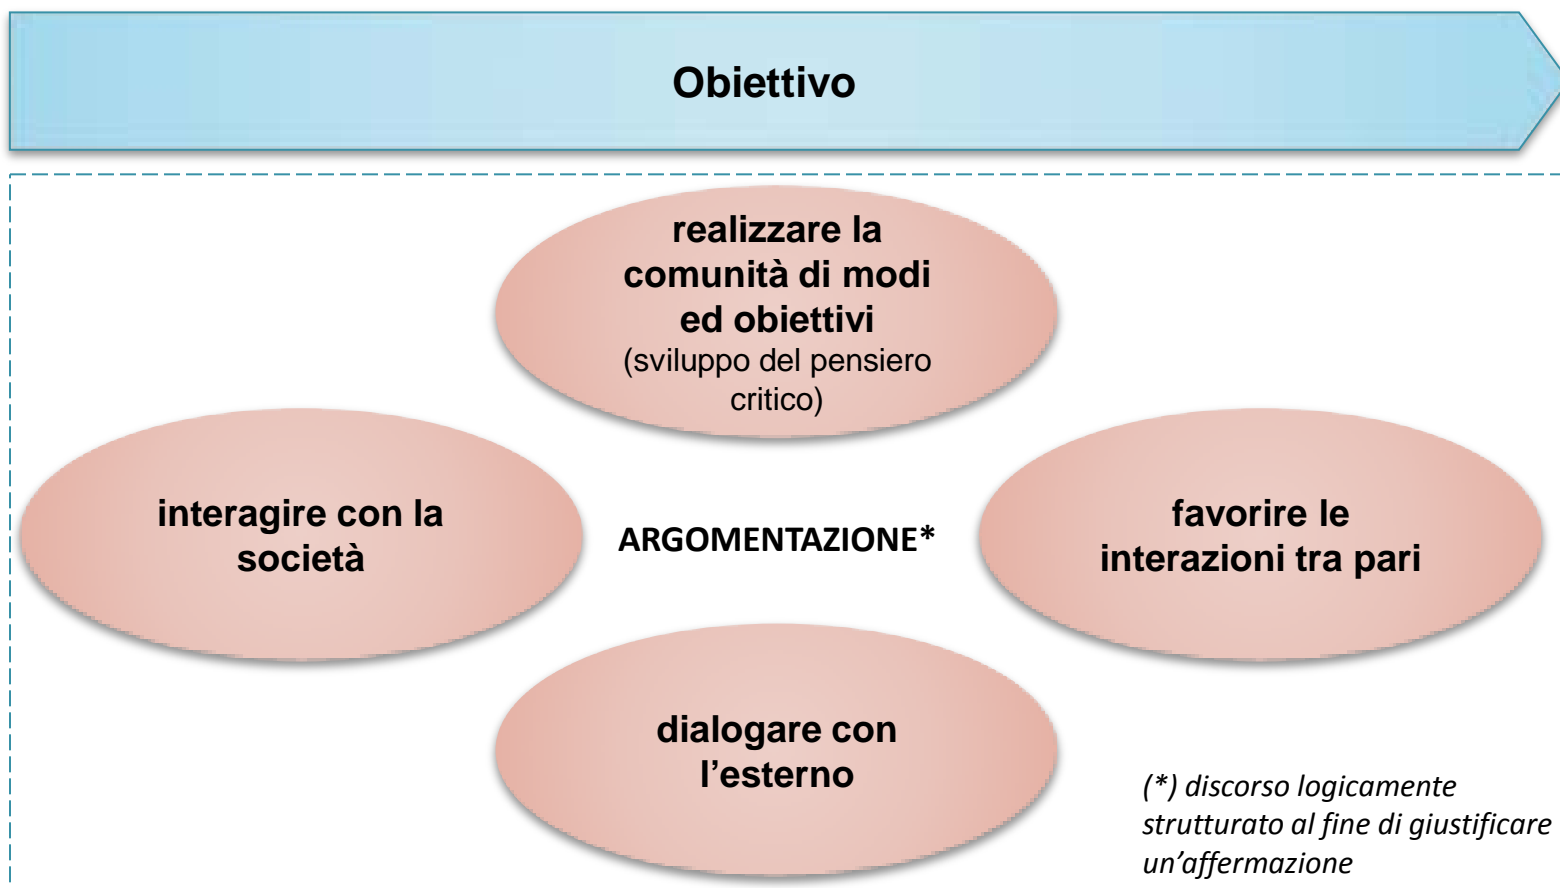 Obiettivo
realizzare la
comunità di modi
ed obiettivi
(sviluppo del pensiero
critico)
interagire con la
società
ARGOMENTAZIONE*
favorire le
interazioni tra pari
dialogare con
l’esterno
(*) discorso logicamente
strutturato al fine di giustificare
un’affermazione